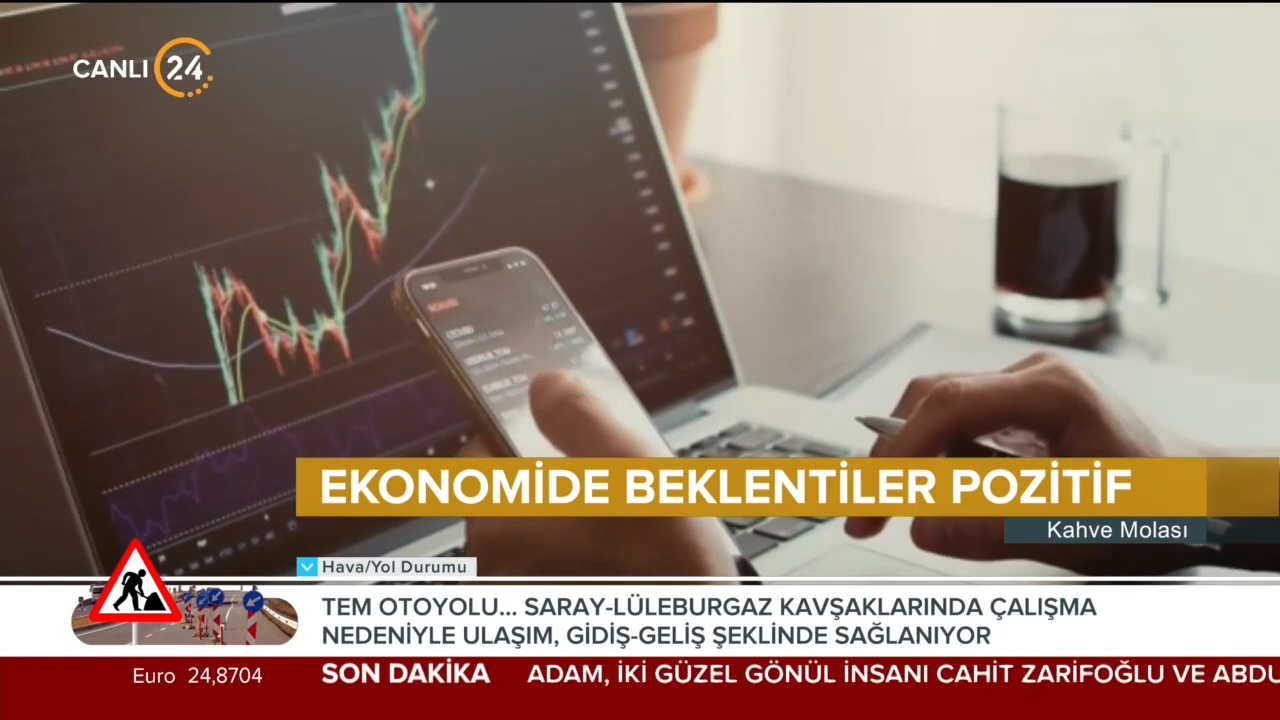 CANLI 24
EKONOMİDE BEKLENTİLER POZİTİF
Kahve Molası
Hava/Yol Durumu
TEM OTOYOLU... SARAY-LÜLEBURGAZ KAVŞAKLARINDA ÇALIŞMA
NEDENİYLE ULAŞIM, GİDİŞ-GELİŞ ŞEKLİNDE SAĞLANIYOR
Euro 24,8704
SON DAKİKA ADAM, İKİ GÜZEL GÖNÜL İNSANI CAHİT ZARİFOĞLU VE ABDU